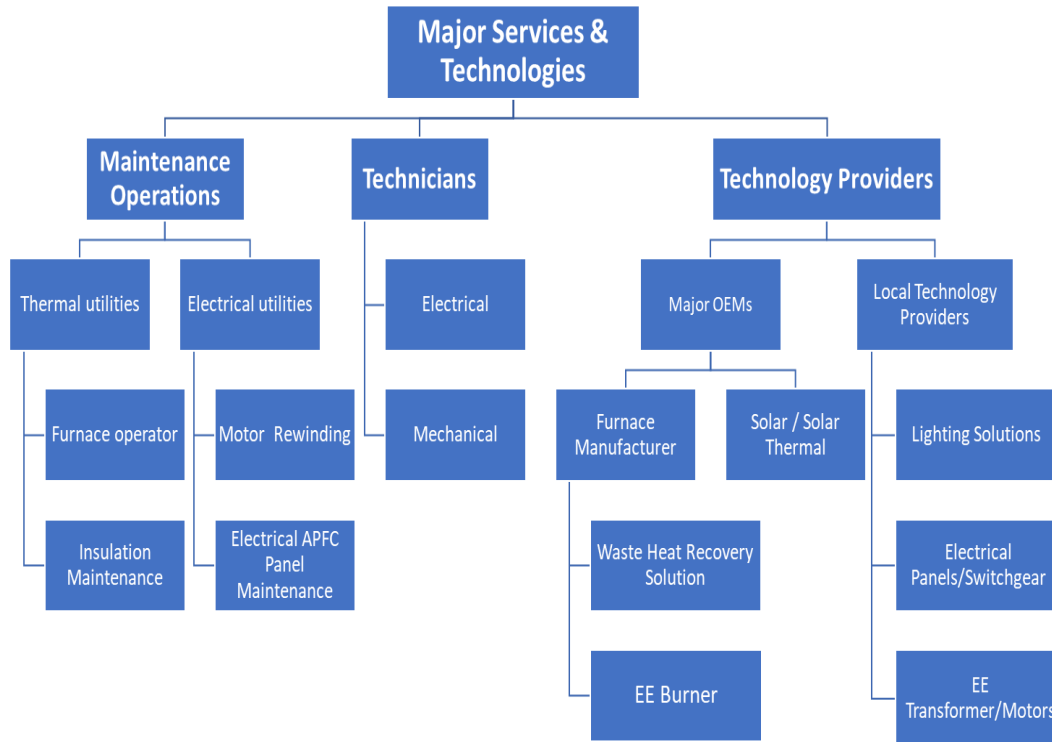 Major Services &
Technologies
Maintenance
Operations
Technicians
Technology Providers
Thermal utilities
Electrical utilities
Electrical
Major OEMs
Local Technology
Providers
Furnace operator
Motor Rewinding
Mechanical
Furnace
Manufacturer
Solar / Solar
Thermal
Lighting Solutions
Insulation
Maintenance
Electrical APFC
Panel
Maintenance
Waste Heat Recovery
Solution
Electrical
Panels/Switchgear
EE Burner
EE
Transformer/Motors